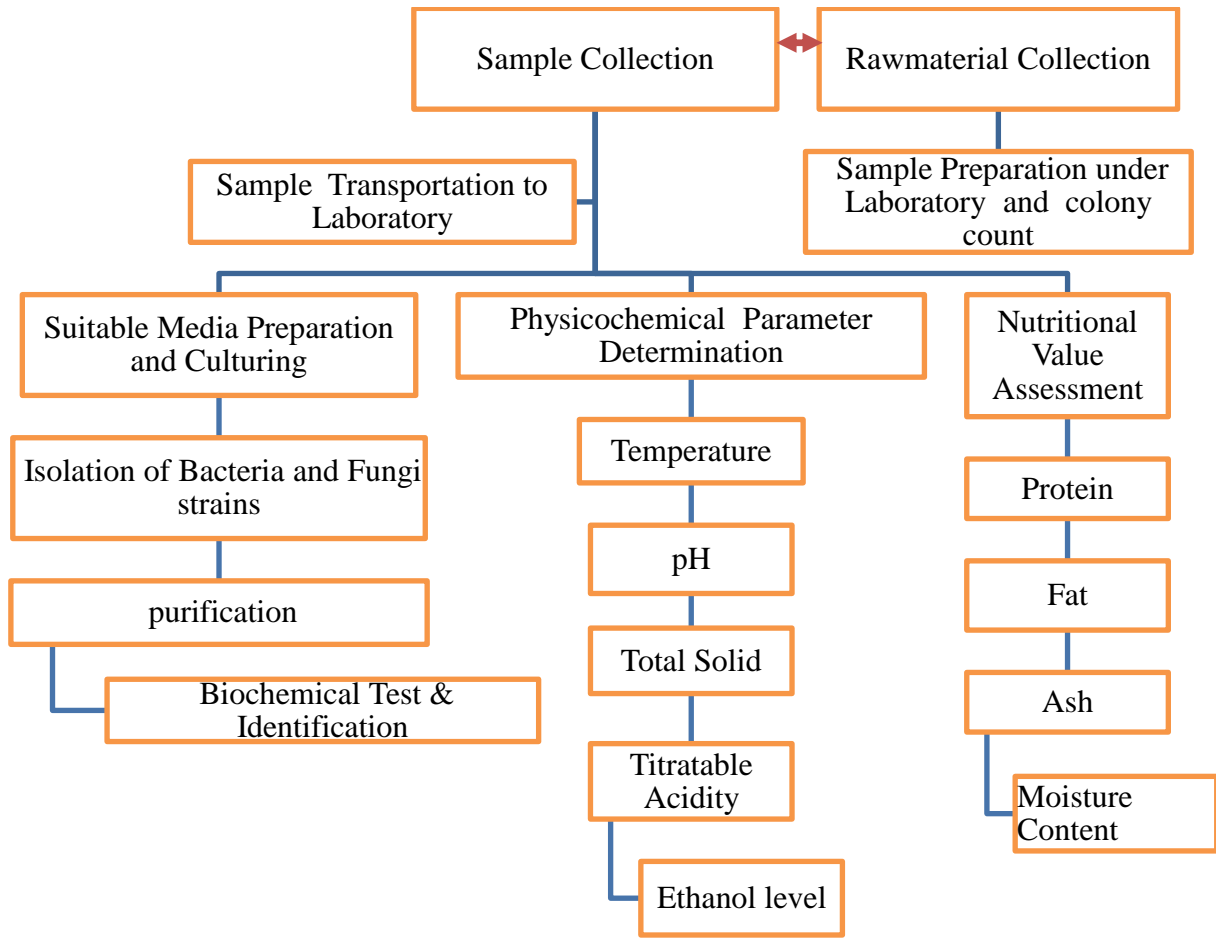 Sample Collection
Rawmaterial Collection
Sample Transportation to
Laboratory
Sample Preparation under
Laboratory and colony
count
Suitable Media Preparation
and Culturing
Isolation of Bacteria and Fungi
strains
purification
Biochemical Test &
Identification
Physicochemical Parameter
Determination
Temperature
pH
Total Solid
Titratable
Acidity
Ethanol level
Nutritional
Value
Assessment
Protein
Fat
Ash
Moisture
Content